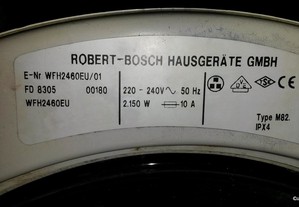 ROBERT-BOSCH HAUSGERÄTE GMBH
E-Nr WFH2460EU/01
FD 8305 00180
WFH2460EU
220 - 240V ~ 50 Hz
2.150 W 10 A
Type M82.
IPX4